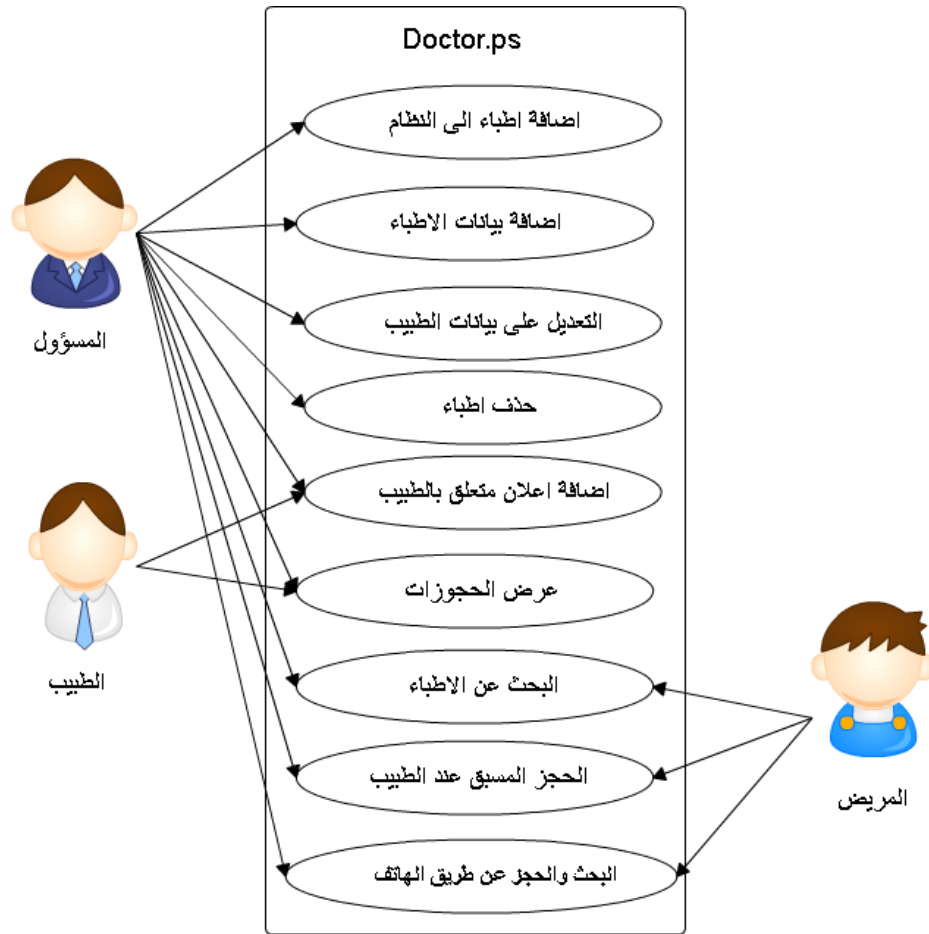 Doctor.ps
اضافة اطباء الى النظام
اضافة بيانات الاطباء
التعديل على بيانات الطبيب
حذف اطباء
اضافة اعلان متعلق بالطبيب
عرض الحجوزات
البحث عن الاطباء
الحجز المسبق عند الطبيب
البحث والحجز عن طريق الهاتف
المسؤول
الطبيب
المريض